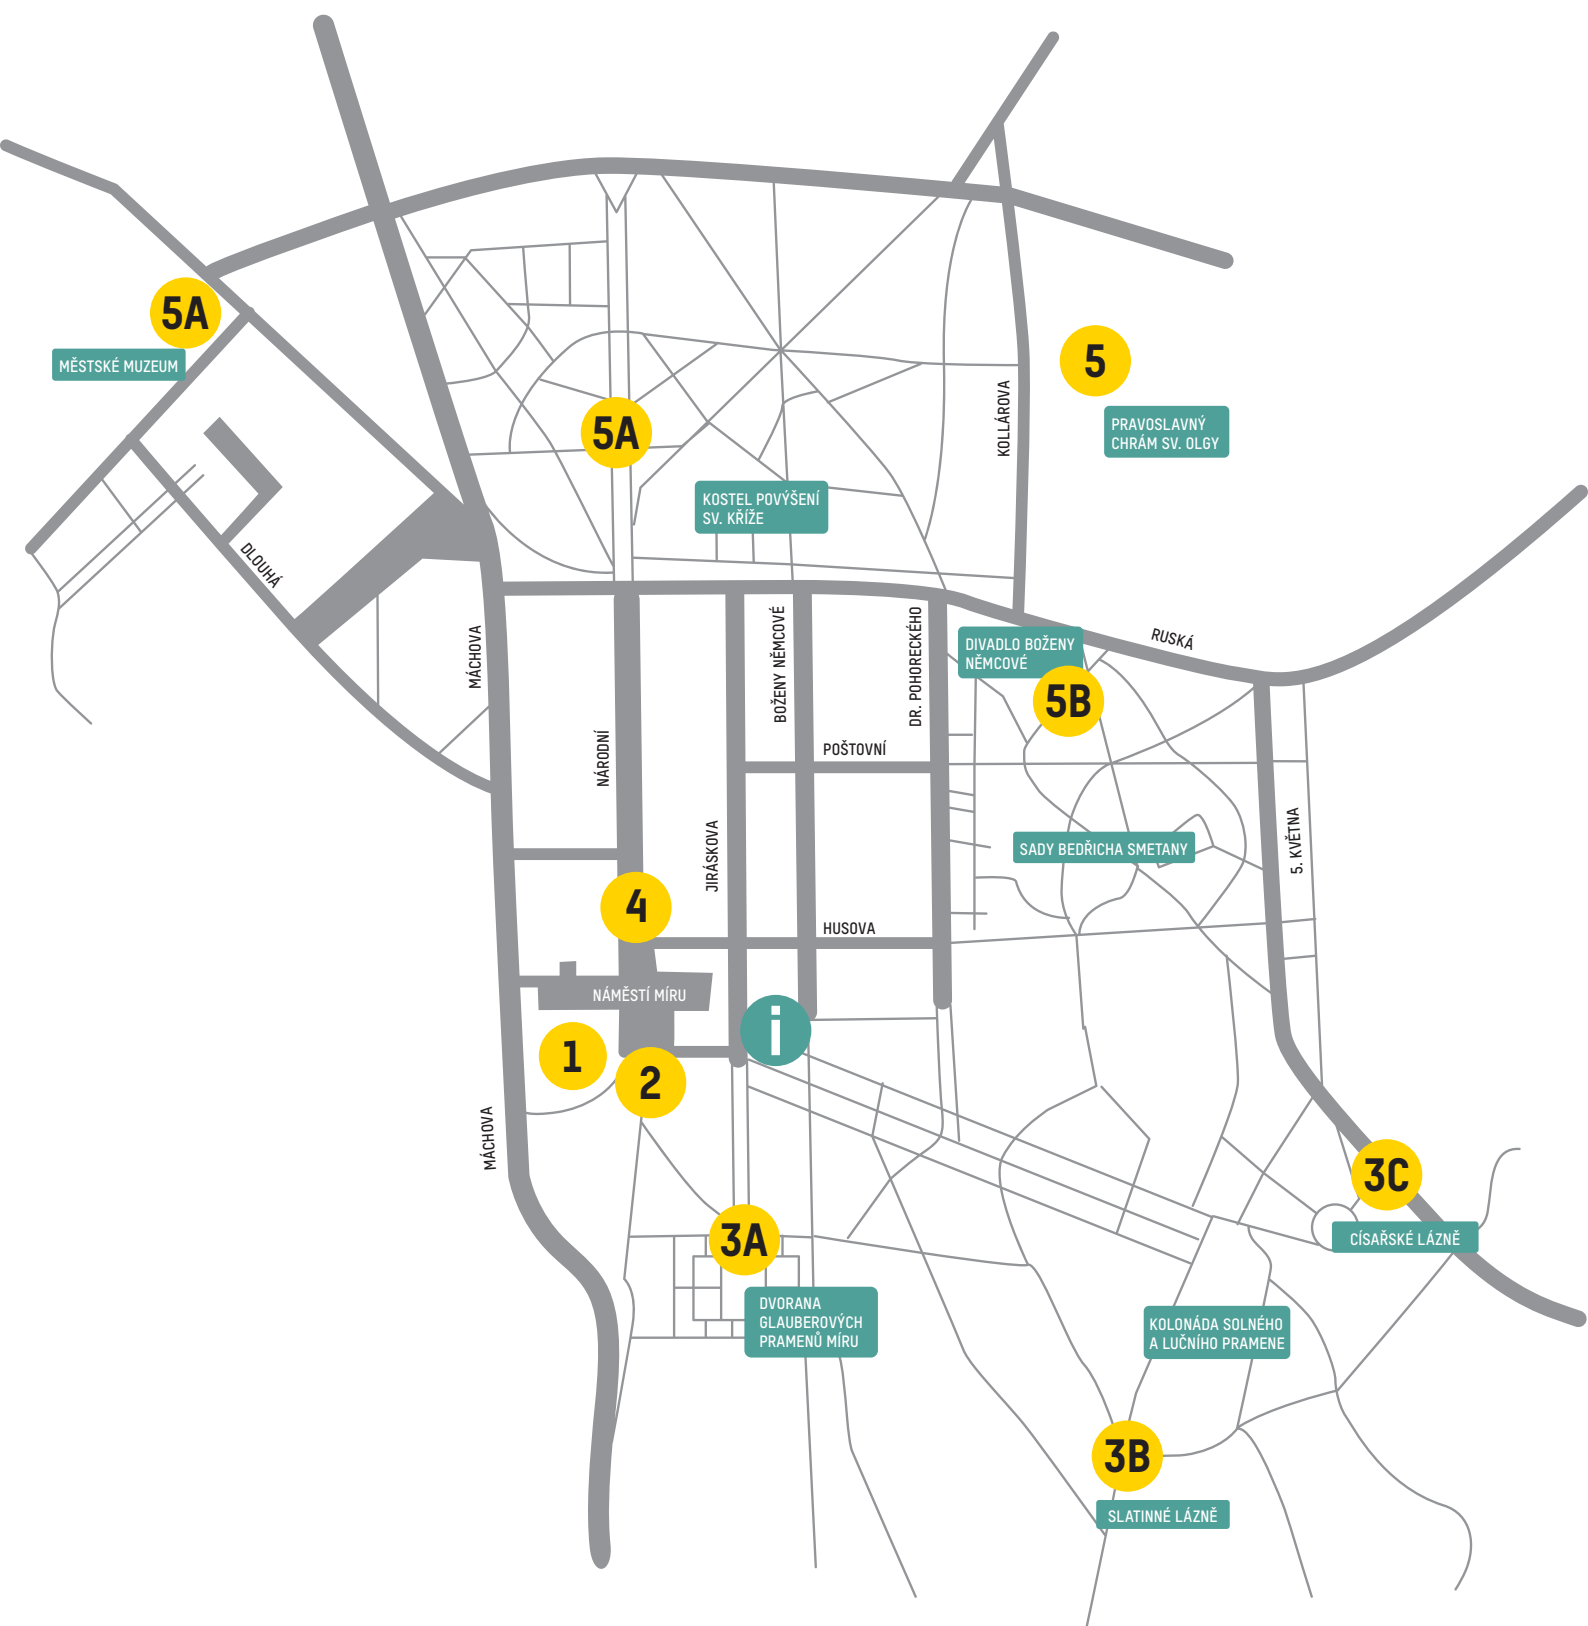 5A
MĚSTSKÉ MUZEUM
5
PRAVOSLAVNÝ
CHRÁM SV. OLGY
KOLLÁROVA
5A
KOSTEL POVÝŠENÍ
SV. KŘÍŽE
DLOUHÁ
MÁCHOVA
NÁRODNÍ
JIRÁSKOVA
BOŽENY NĚMCOVÉ
DR. POHORECKÉHO
RUSKÁ
DIVADLO BOŽENY
NĚMCOVÉ
5B
POŠTOVNÍ
SADY BEDŘICHA SMETANY
5. KVĚTNA
4
HUSOVA
NÁMĚSTÍ MÍRU
i
1
2
MÁCHOVA
3A
DVORANA
GLAUBEROVÝCH
PRAMENŮ MÍRU
3C
CÍSAŘSKÉ LÁZNĚ
KOLONÁDA SOLNÉHO
A LUČNÍHO PRAMENE
3B
SLATINNÉ LÁZNĚ